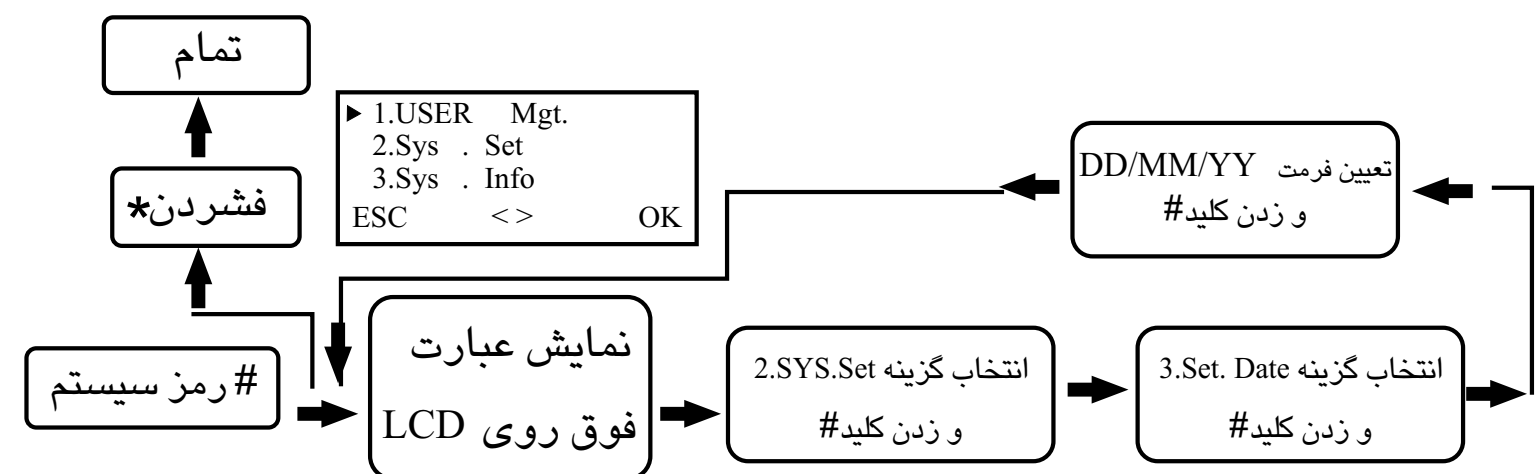 تمام
فشردن*
# رمز سیستم
▶ 1.USER Mgt.
2.Sys . Set
3.Sys . Info
ESC < > OK
نمایش عبارت
فوق روی LCD
انتخاب گزینه 2.SYS.Set
و زدن کلید#
انتخاب گزینه 3.Set. Date
و زدن کلید#
تعیین فرمت DD/MM/YY
و زدن کلید#